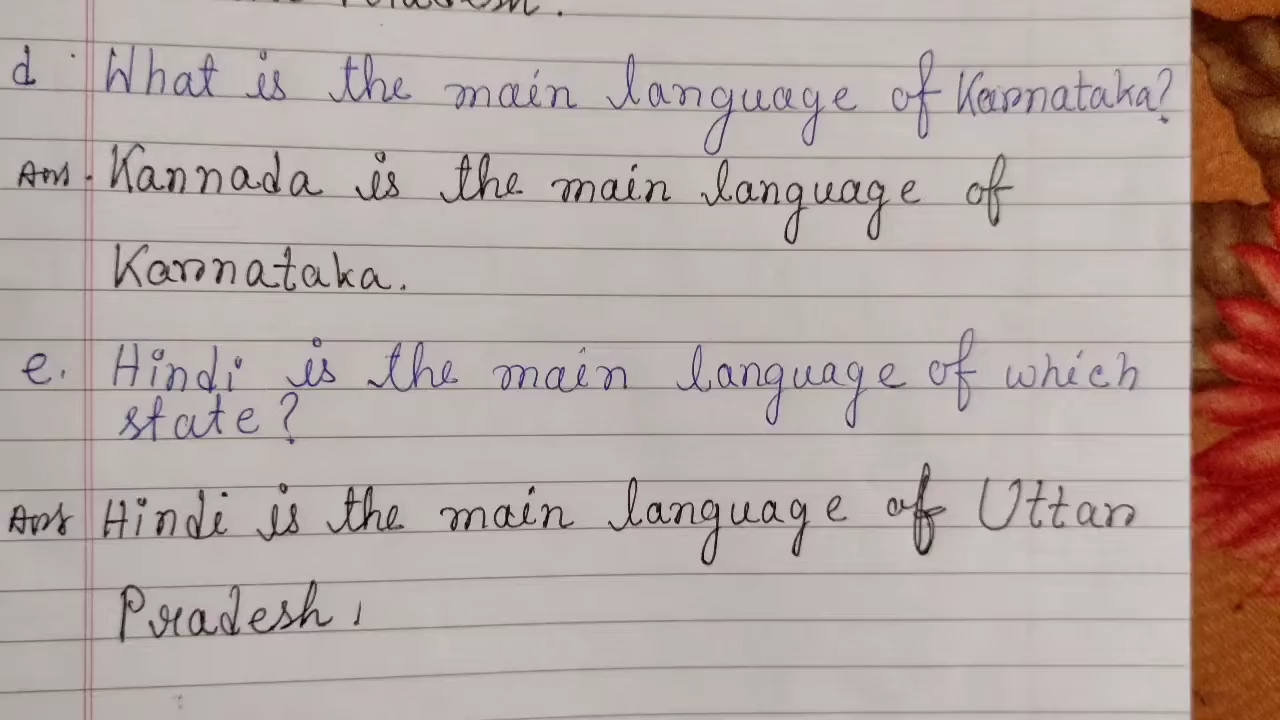 Pradesh.
d. What is the main language of Karnataka?
Ans. Kannada is the main language of
Karnataka.
e. Hindi is the main language of which
state?
Ans Hindi is the main language of Uttar
Pradesh.